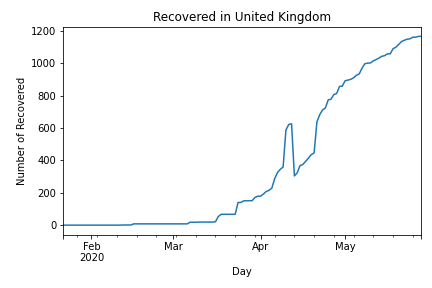 Recovered in United Kingdom
Number of Recovered
1200
1000
800
600
400
200
0
Feb
2020
Mar
Apr
May
Day